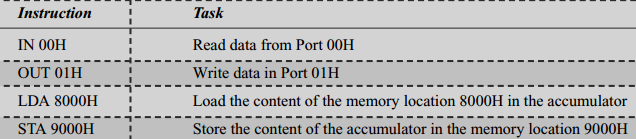 Instruction Task
IN 00H Read data from Port 00H
OUT 01H Write data in Port 01H
LDA 8000H Load the content of the memory location 8000H in the accumulator
STA 9000H Store the content of the accumulator in the memory location 9000H